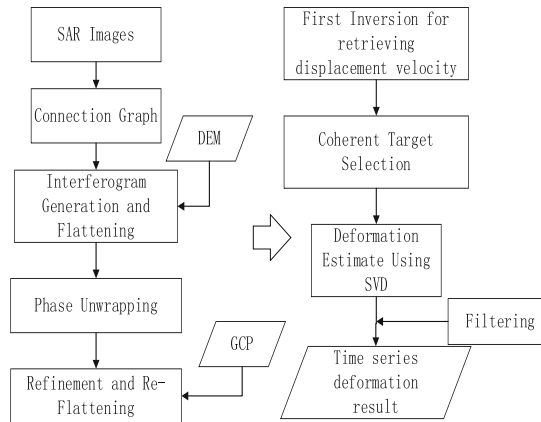 SAR Images
Connection Graph
DEM
Interferogram
Generation and
Flattening
Phase Unwrapping
GCP
Refinement and Re-
Flattening
First Inversion for
retrieving
displacement velocity
Coherent Target
Selection
Deformation
Estimate Using
SVD
Filtering
Time series
deformation
result